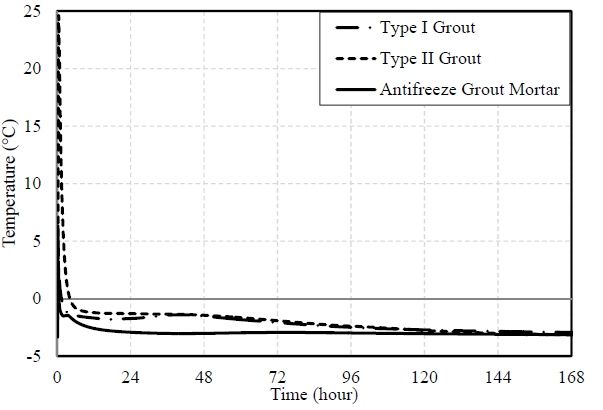 25
20
15
10
5
0
-5
Temperature (°C)
Type I Grout
Type II Grout
Antifreeze Grout Mortar
0 24 48 72 96 120 144 168
Time (hour)